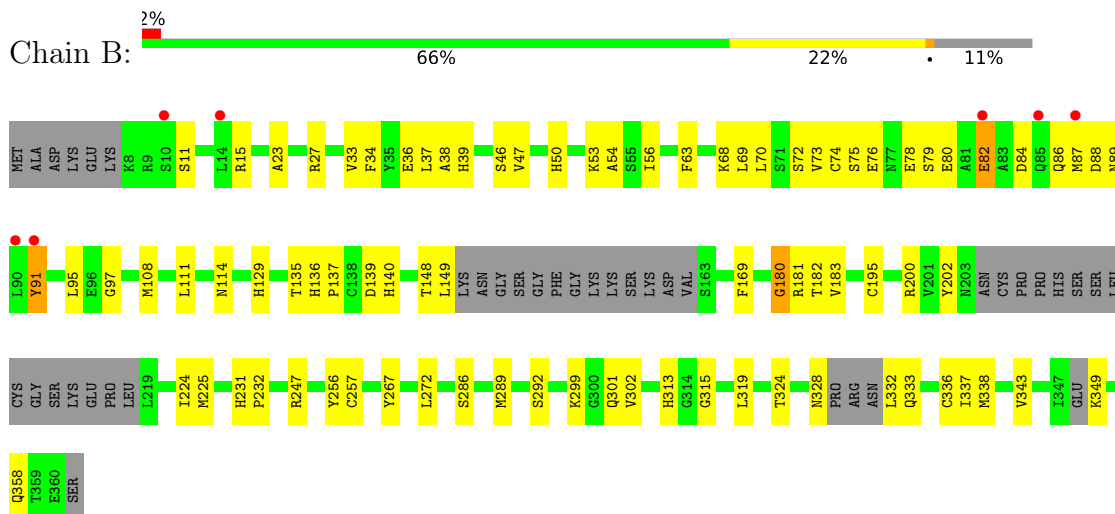 2%
Chain B:
66% 22% • 11%
MET ALA ASP LYS GLU LYS K8 R9 S10 S11 L14 R15 A23 R27 V33 F34 Y35 E36 L37 A38 H39 S46 V47 H50 K53 A54 S55 I56 F63 K68 L69 L70 S71 S72 V73 C74 S75 E76 N77 E78 S79 E80 A81 E82 A83 D84 Q85 Q86 M87 D88 N89
L90 Y91 L95 E96 G97 M108 L111 N114 H129 T135 H136 P137 C138 D139 H140 T148 L149 LYS ASN GLY SER GLY PHE GLY LYS LYS SER LYS ASP VAL S163 F169 G180 R181 T182 V183 C195 R200 V201 Y202 N203 ASN CYS PRO PRO HIS SER SER LEU
CYS GLY SER LYS GLU PRO LEU L219 I224 M225 H231 P232 R247 Y256 C257 Y267 L272 S286 M289 S292 K299 G300 Q301 V302 H313 G314 G315 L319 T324 N328 PRO ARG ASN L332 Q333 C336 I337 M338 V343 I347 GLU K349
Q358 T359 E360 SER